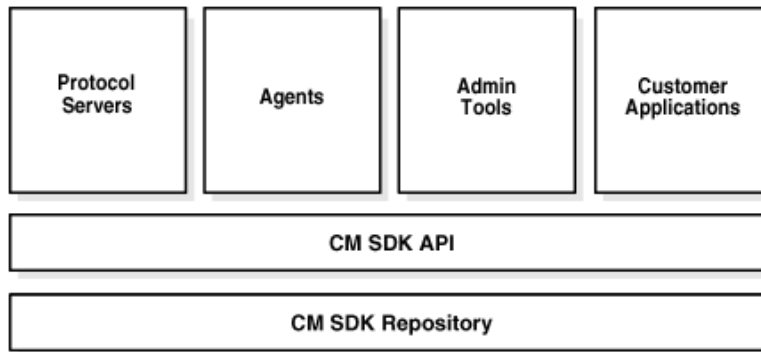 Protocol
Servers
Agents
Admin
Tools
Customer
Applications
CM SDK API
CM SDK Repository